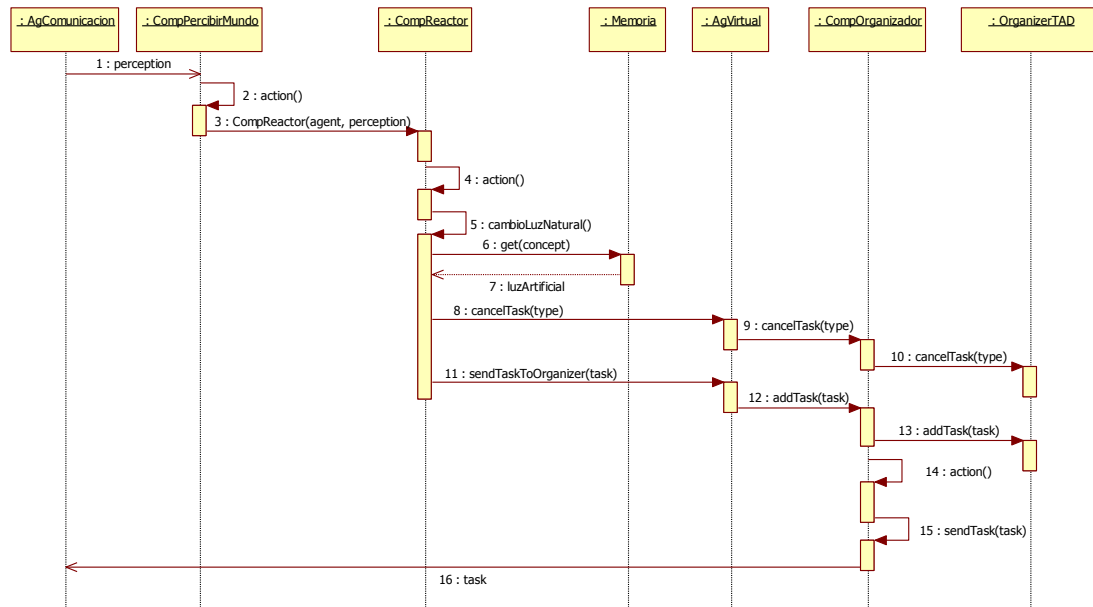 : AgComunicacion
: CompPercibirMundo
: CompReactor
: Memoria
: AgVirtual
: CompOrganizador
: OrganizerTAD
1 : perception
2 : action()
3 : CompReactor(agent, perception)
4 : action()
5 : cambioLuzNatural()
6 : get(concept)
7 : luzArtificial
8 : cancelTask(type)
9 : cancelTask(type)
10 : cancelTask(type)
11 : sendTaskToOrganizer(task)
12 : addTask(task)
13 : addTask(task)
14 : action()
15 : sendTask(task)
16 : task